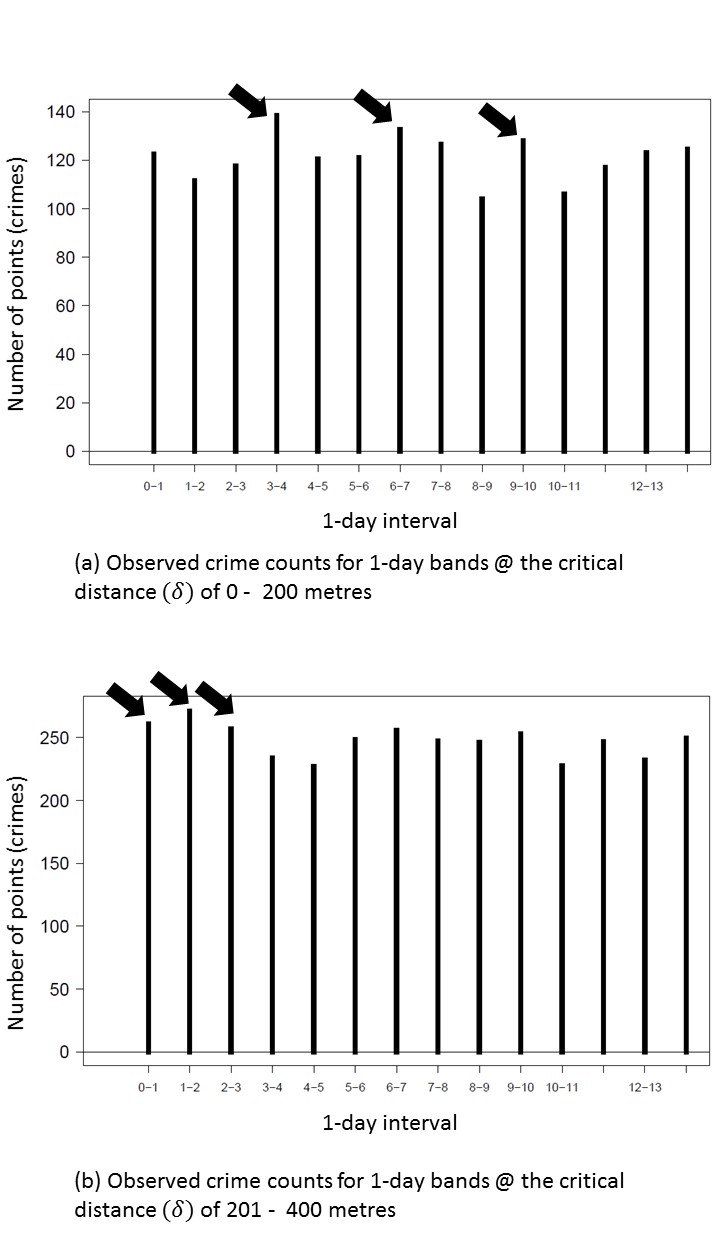 Number of points (crimes)
140
120
100
80
60
40
20
0
0−1 1−2 2−3 3−4 4−5 5−6 6−7 7−8 8−9 9−10 10−11 12−13
1-day interval
(a) Observed crime counts for 1-day bands @ the critical
distance (δ) of 0 - 200 metres
Number of points (crimes)
250
200
150
100
50
0
0−1 1−2 2−3 3−4 4−5 5−6 6−7 7−8 8−9 9−10 10−11 12−13
1-day interval
(b) Observed crime counts for 1-day bands @ the critical
distance (δ) of 201 - 400 metres